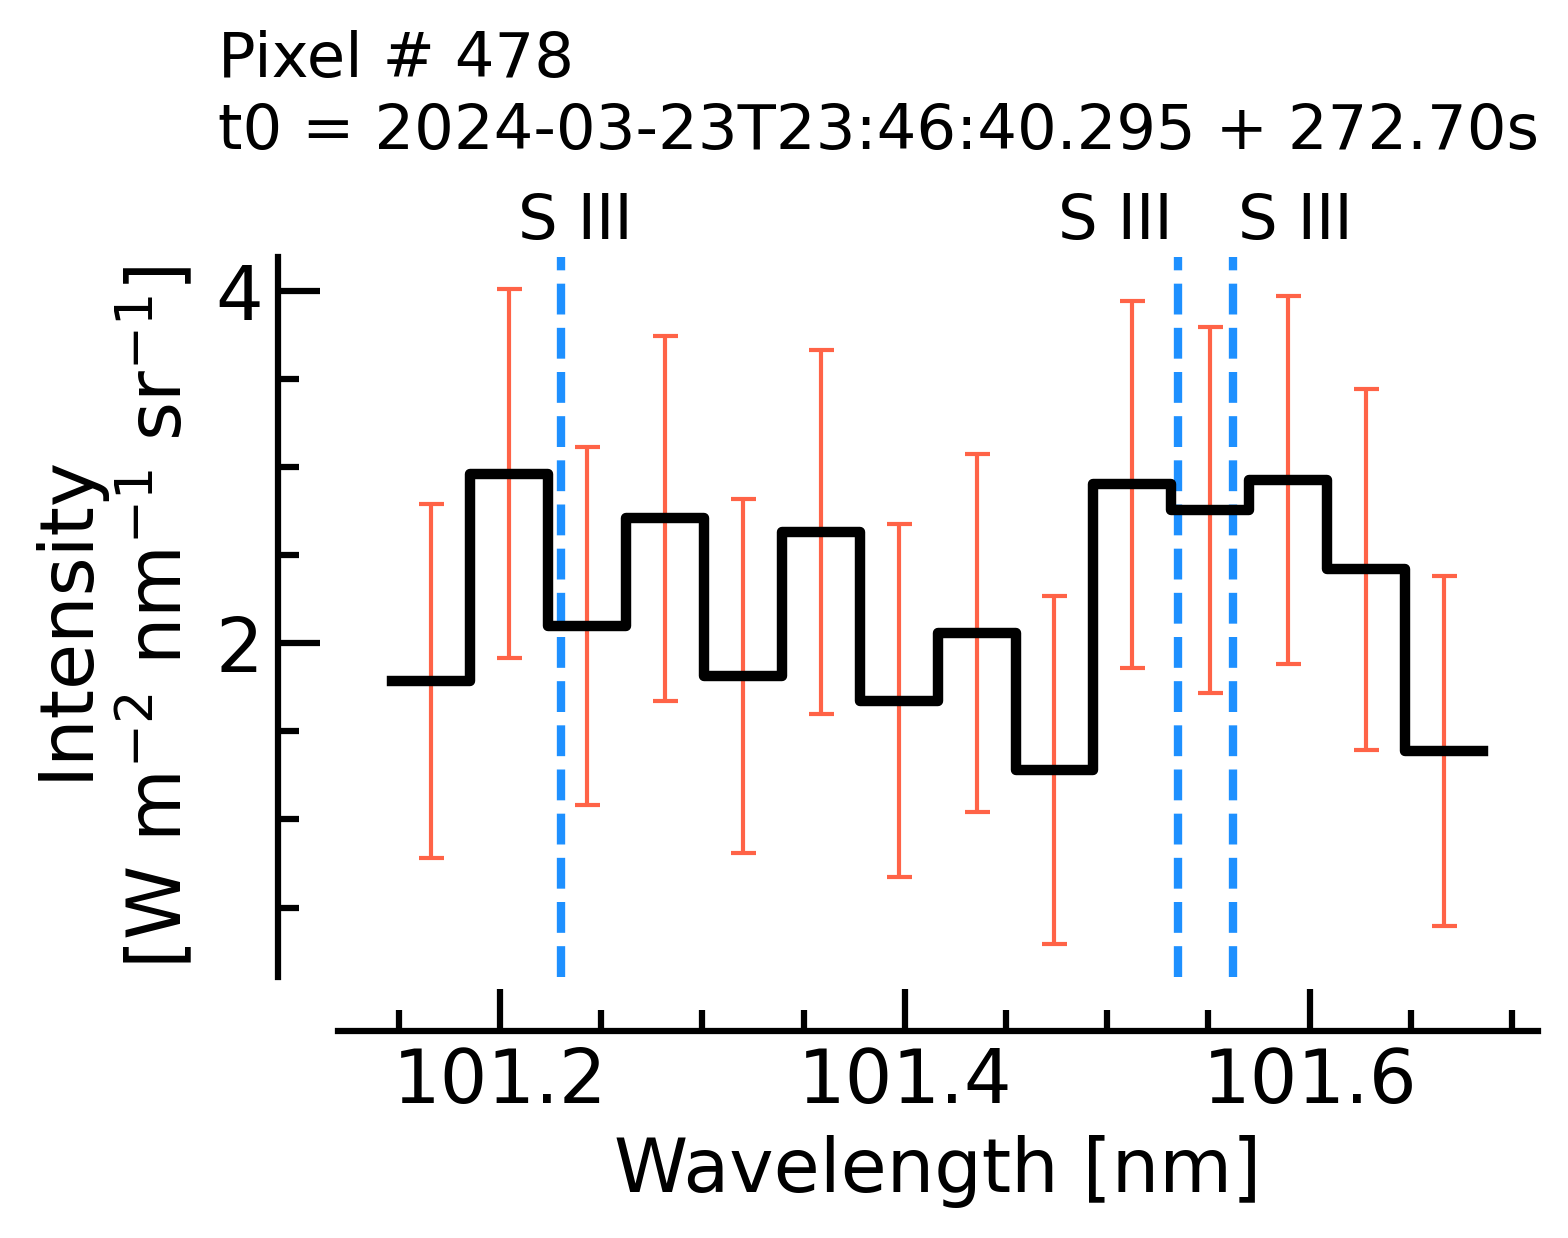 Pixel # 478
t0 = 2024-03-23T23:46:40.295 + 272.70s
S III S III S III
Intensity
[W m⁻² nm⁻¹ sr⁻¹]
4
2
101.2 101.4 101.6
Wavelength [nm]